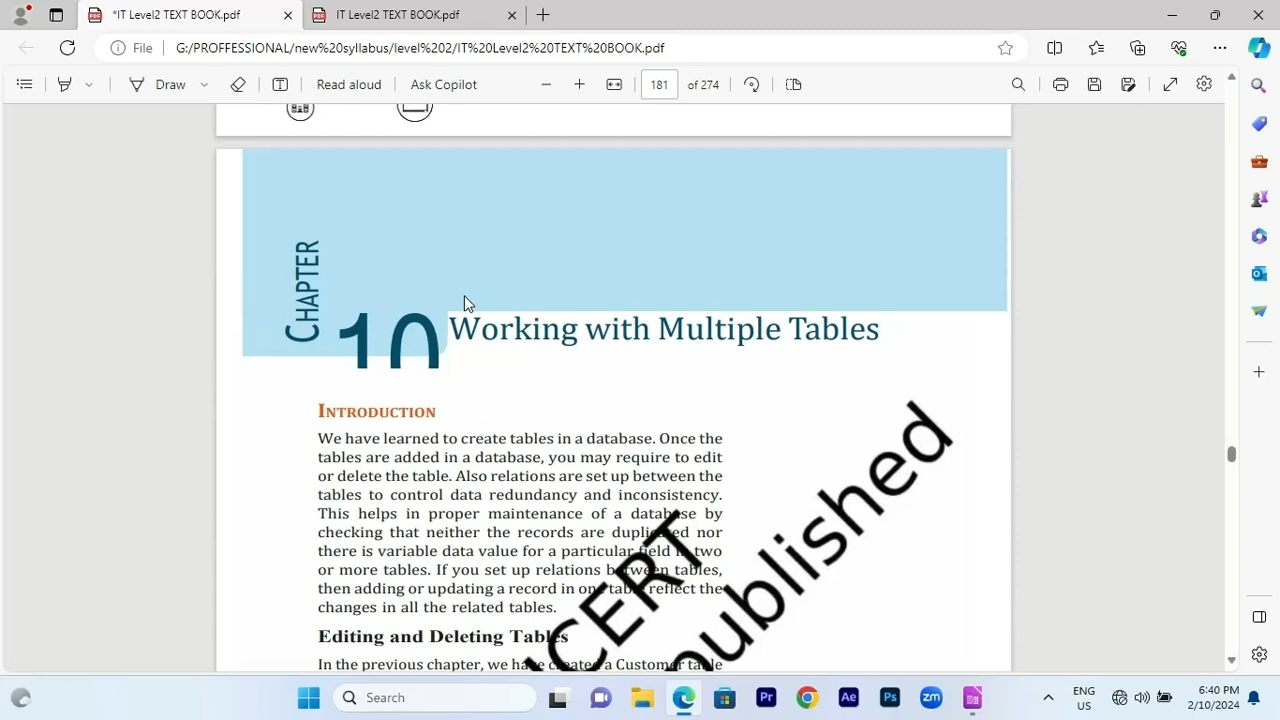 *IT Level2 TEXT BOOK.pdf
IT Level2 TEXT BOOK.pdf
File
G:/PROFFESSIONAL/new%20syllabus/level%202/IT%20Level2%20TEXT%20BOOK.pdf
Draw
Read aloud
Ask Copilot
181
of 274
CHAPTER
10
Working with Multiple Tables
INTRODUCTION
We have learned to create tables in a database. Once the
tables are added in a database, you may require to edit
or delete the table. Also relations are set up between the
tables to control data redundancy and inconsistency.
This helps in proper maintenance of a database by
checking that neither the records are duplicated nor
there is variable data value for a particular field in two
or more tables. If you set up relations between tables,
then adding or updating a record in one table reflect the
changes in all the related tables.
Editing and Deleting Tables
In the previous chapter, we have created a Customer table
published
Search
Pr
Ae
Ps
zm
ENG
US
6:40 PM
2/10/2024